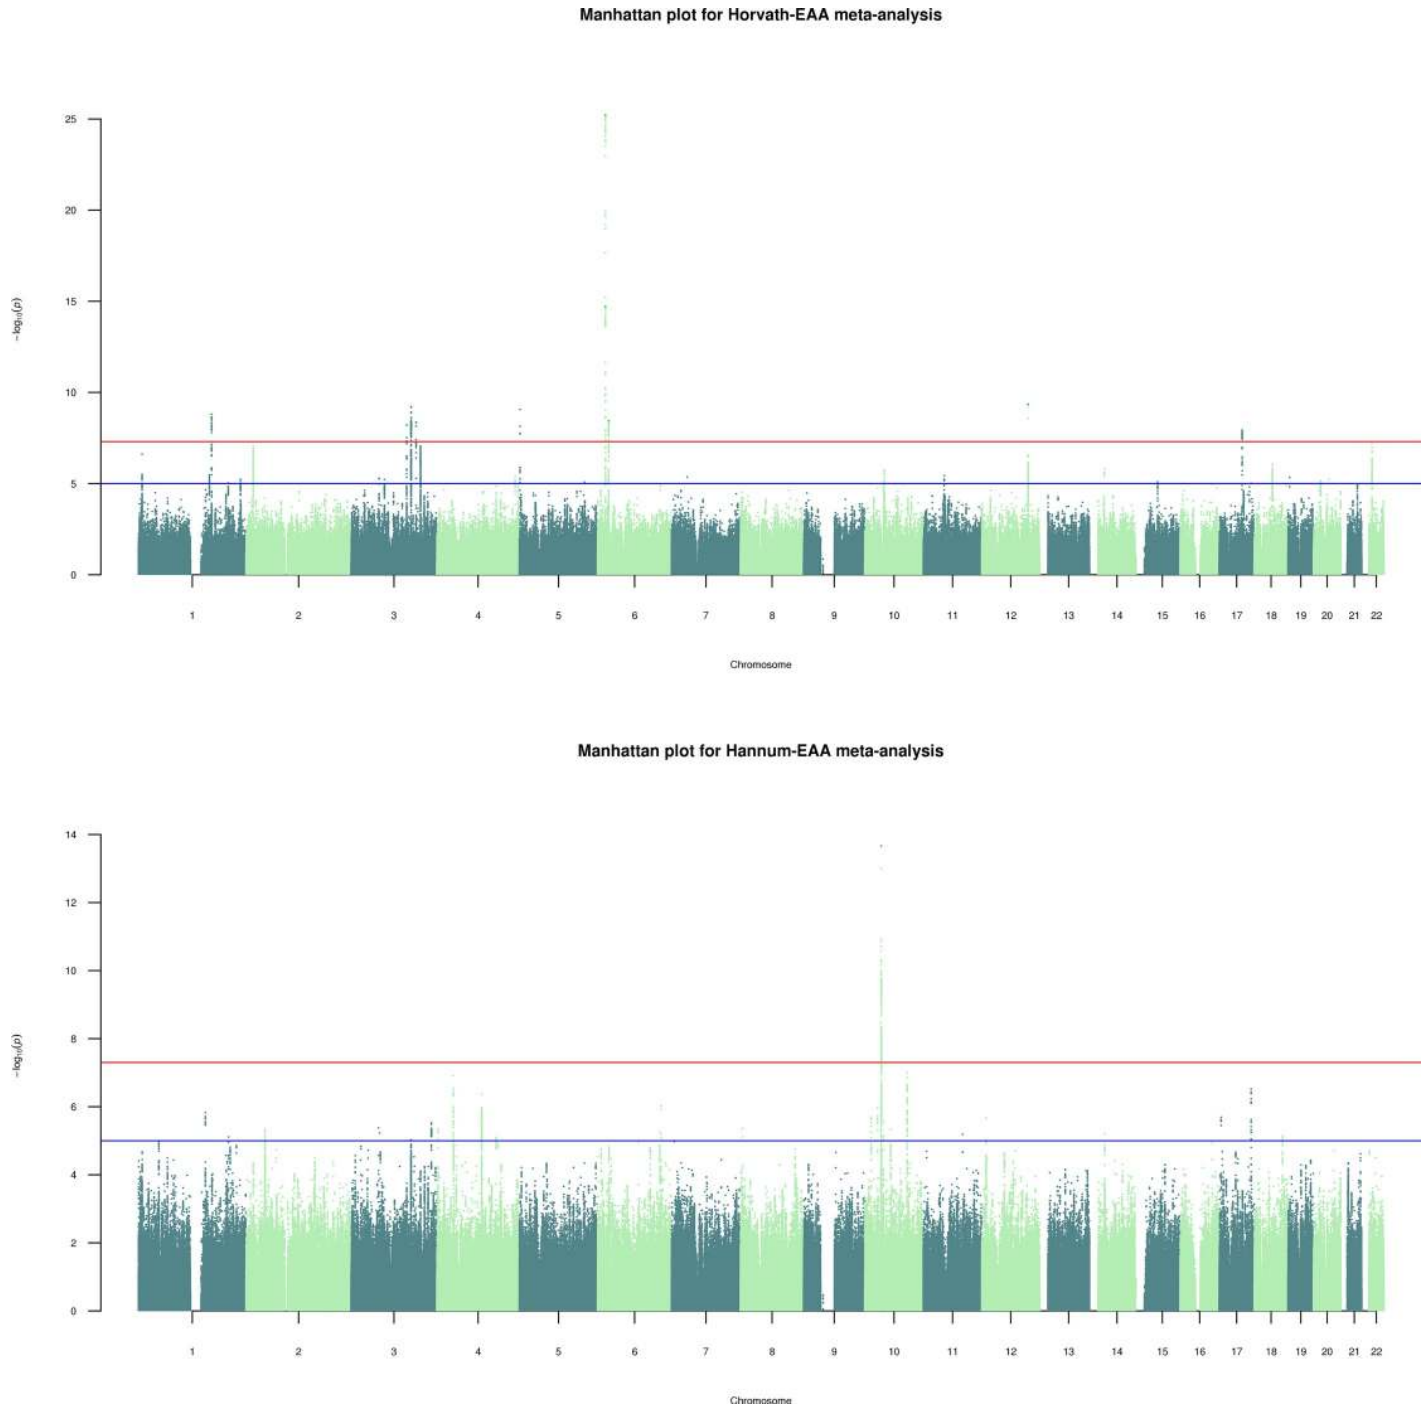 Manhattan plot for Horvath-EAA meta-analysis
25
20
15
10
5
0
−log₁₀(p)
1 2 3 4 5 6 7 8 9 10 11 12 13 14 15 16 17 18 19 20 21 22
Chromosome
Manhattan plot for Hannum-EAA meta-analysis
14
12
10
8
6
4
2
0
−log₁₀(p)
1 2 3 4 5 6 7 8 9 10 11 12 13 14 15 16 17 18 19 20 21 22
Chromosome